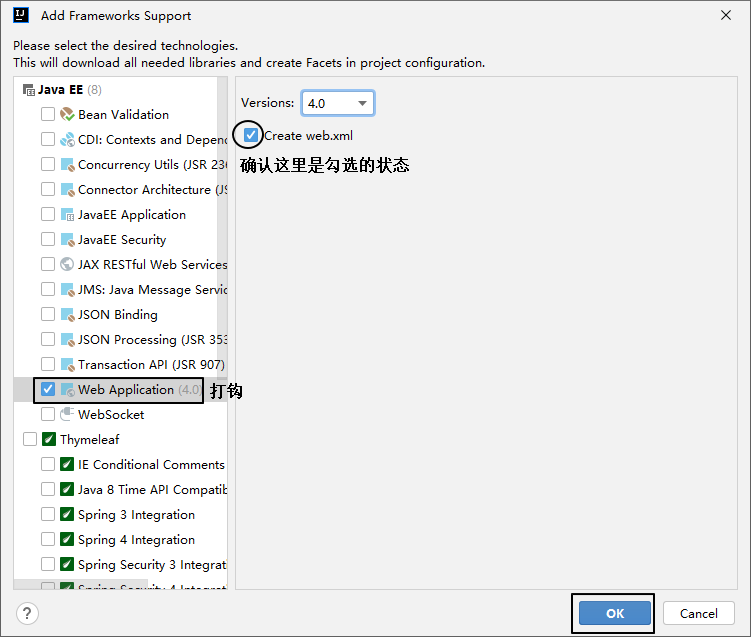 Add Frameworks Support
Please select the desired technologies.
This will download all needed libraries and create Facets in project configuration.
Java EE (8)
Bean Validation
CDI: Contexts and Depen
Concurrency Utils (JSR 236
Connector Architecture (JS
JavaEE Application
JavaEE Security
JAX RESTful Web Services
JMS: Java Message Servic
JSON Binding
JSON Processing (JSR 353
Transaction API (JSR 907)
Web Application (4.0) 打钩
WebSocket
Thymeleaf
IE Conditional Comments
Java 8 Time API Compatib
Spring 3 Integration
Spring 4 Integration
Spring Security 3 Integrat
Spring Security 4 Integrat
Versions: 4.0
Create web.xml
确认这里是勾选的状态
?
OK
Cancel